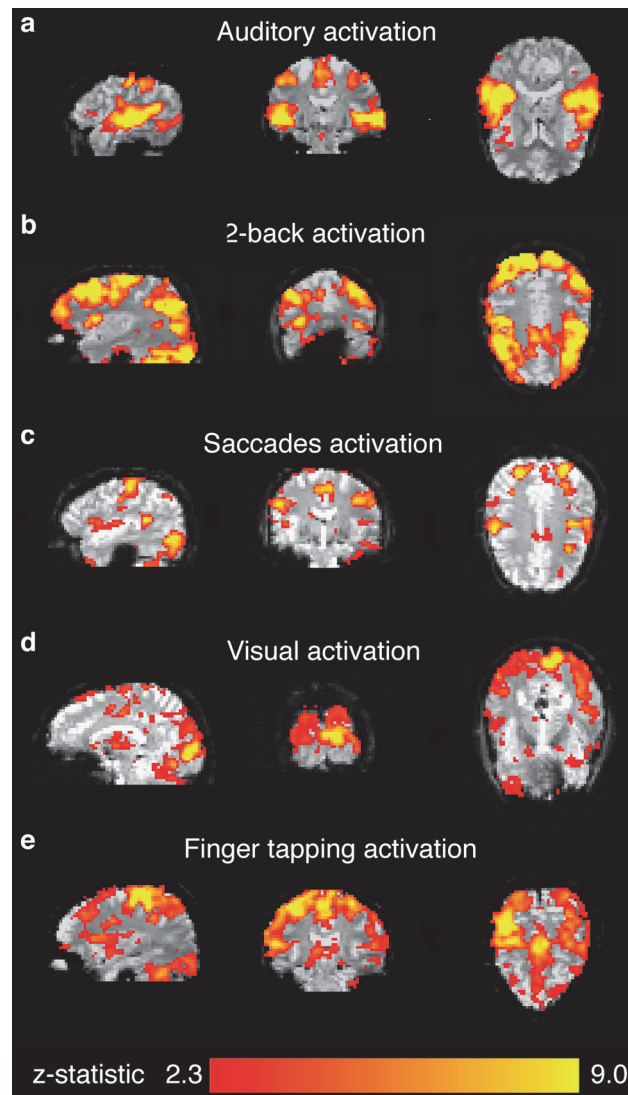 a
Auditory activation
b
2-back activation
c
Saccades activation
d
Visual activation
e
Finger tapping activation
z-statistic 2.3 9.0